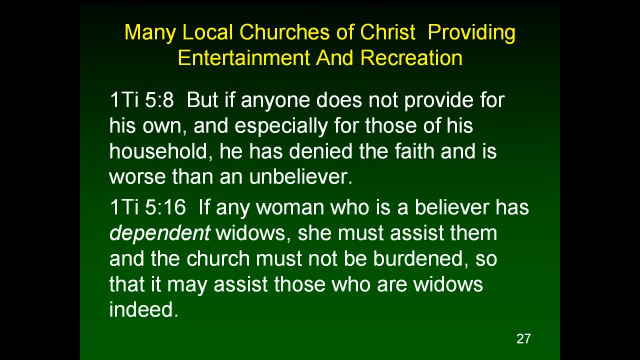 Many Local Churches of Christ  Providing
Entertainment And Recreation
1Ti 5:8  But if anyone does not provide for
his own, and especially for those of his
household, he has denied the faith and is
worse than an unbeliever.
1Ti 5:16  If any woman who is a believer has
dependent widows, she must assist them
and the church must not be burdened, so
that it may assist those who are widows
indeed.
27